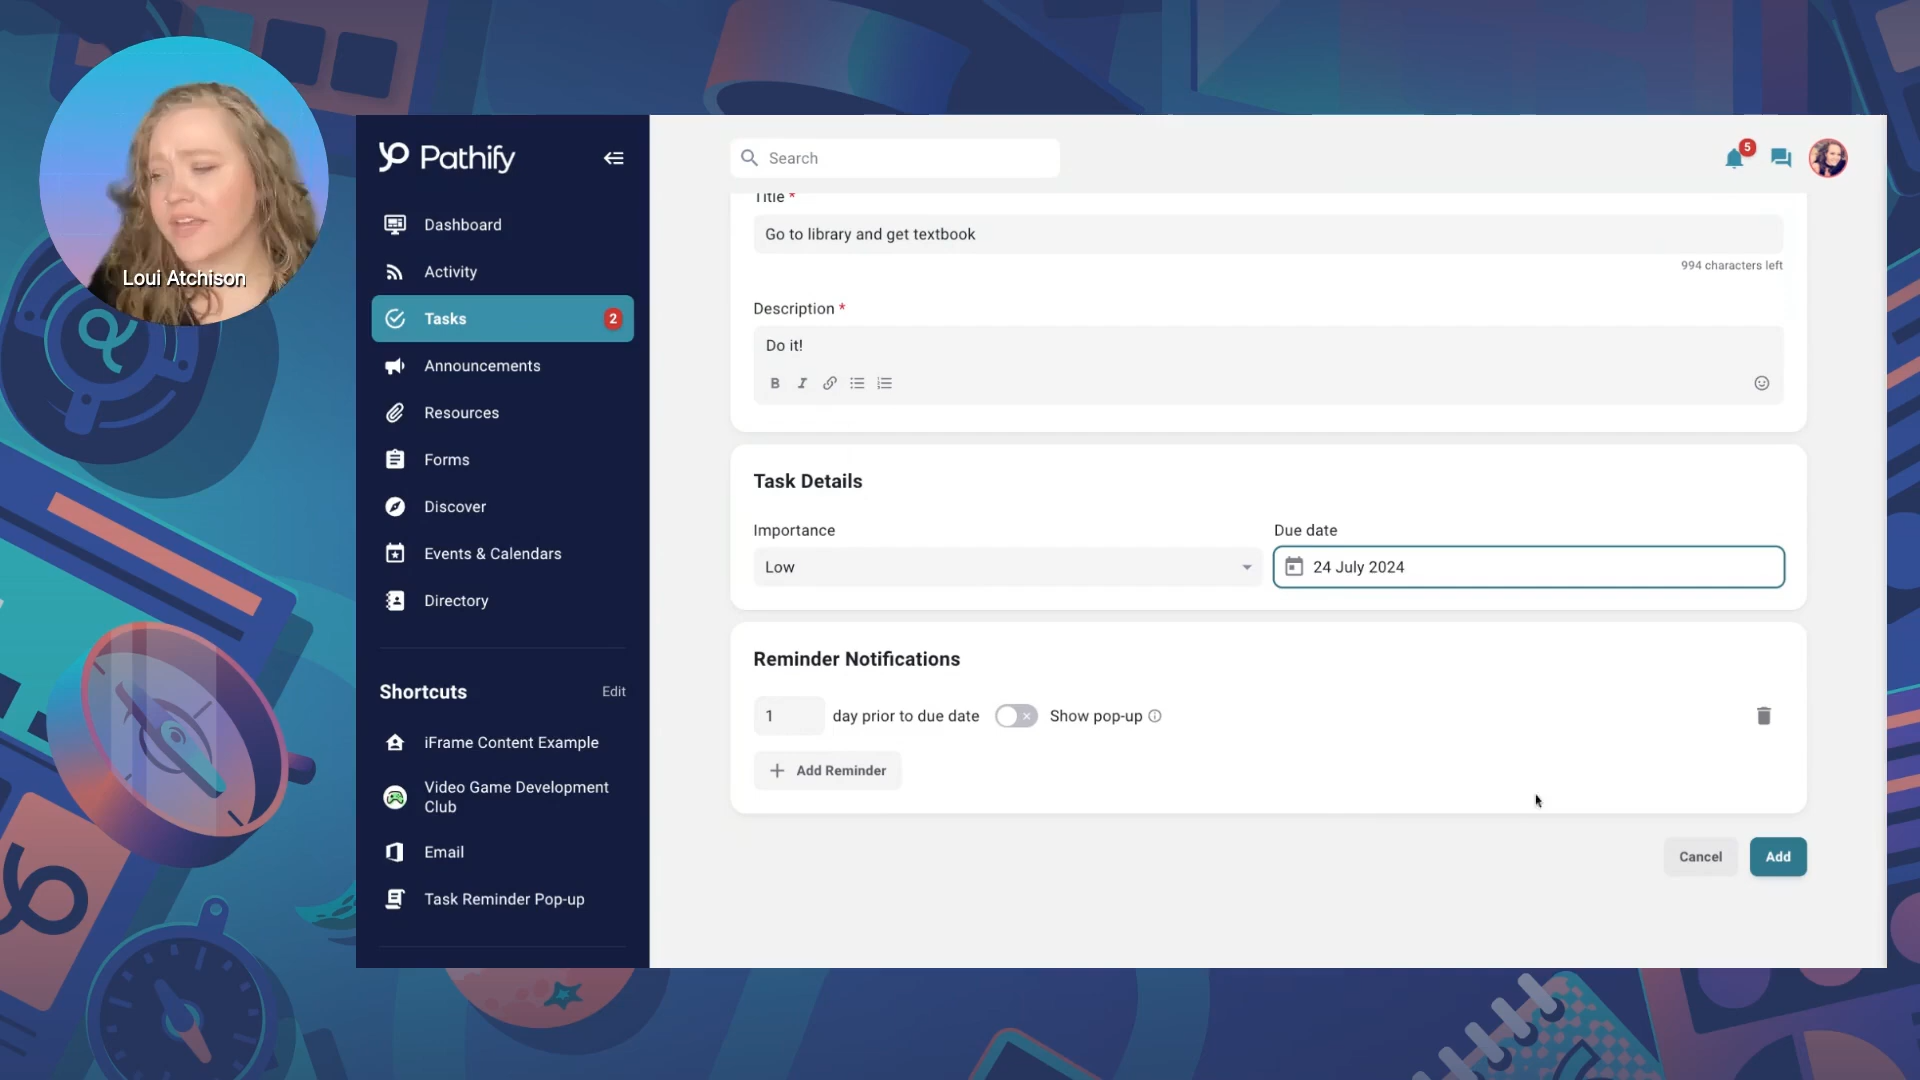 Loui Atchison
Pathify
Search
5
Dashboard
Activity
Tasks
2
Announcements
Resources
Forms
Discover
Events & Calendars
Directory
Shortcuts
Edit
iFrame Content Example
Video Game Development
Club
Email
Task Reminder Pop-up
Title *
Go to library and get textbook
994 characters left
Description *
Do it!
B I
Task Details
Importance
Due date
Low
24 July 2024
Reminder Notifications
1 day prior to due date Show pop-up
Add Reminder
Cancel
Add